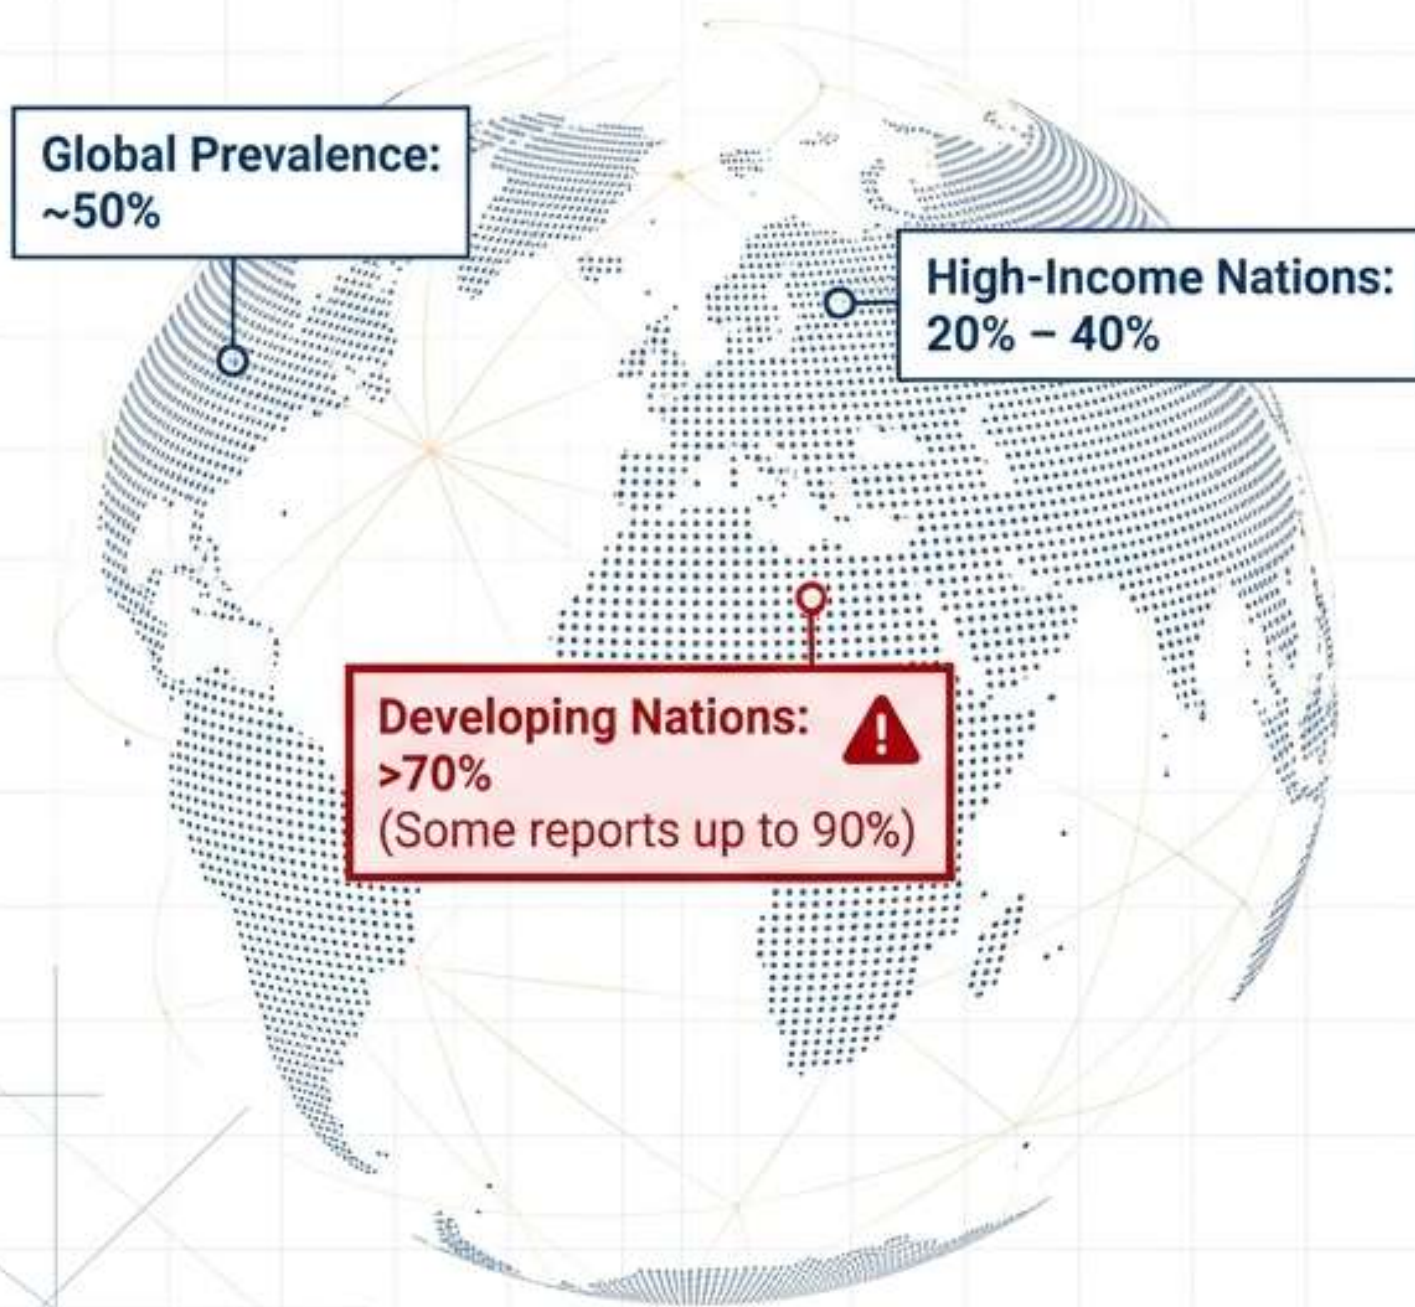 Global Prevalence:
~50%
High-Income Nations:
20% – 40%
Developing Nations:
>70%
(Some reports up to 90%)